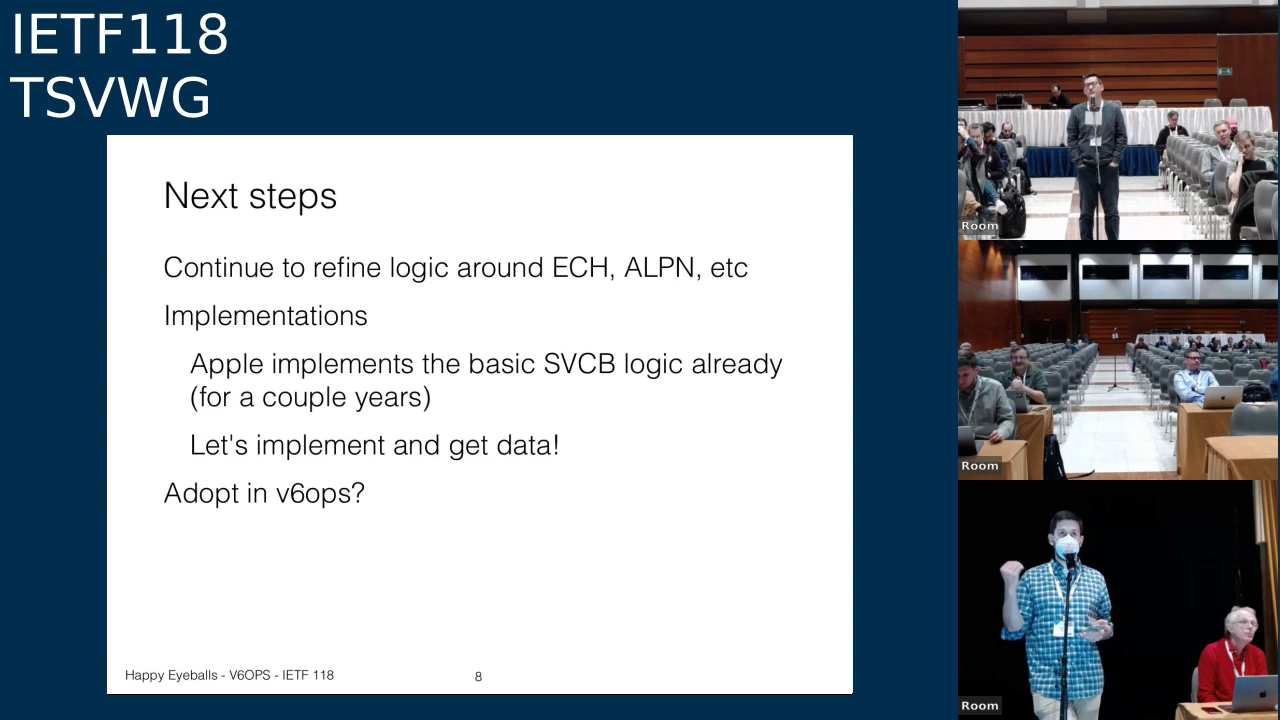 IETF118
TSVWG
Next steps
Continue to refine logic around ECH, ALPN, etc
Implementations
Apple implements the basic SVCB logic already
(for a couple years)
Let's implement and get data!
Adopt in v6ops?
Happy Eyeballs - V6OPS - IETF 118
8
Room
Room
Room